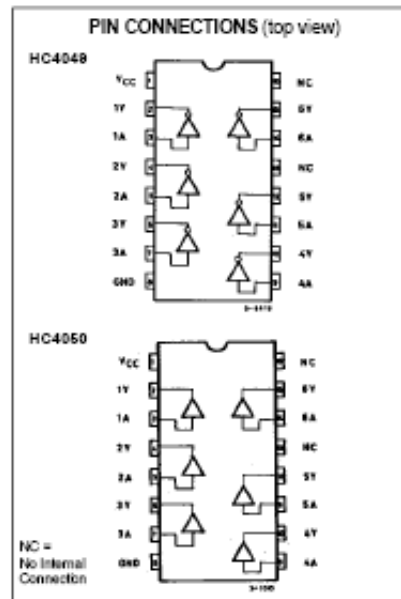 PIN CONNECTIONS (top view)
HC4049
VCC NC
1Y 6Y
1A 6A
2Y NC
2A 5Y
3Y 5A
3A 4Y
GND 4A
HC4050
VCC NC
1Y 6Y
1A 6A
2Y NC
2A 5Y
3Y 5A
3A 4Y
GND 4A
NC =
No Internal
Connection